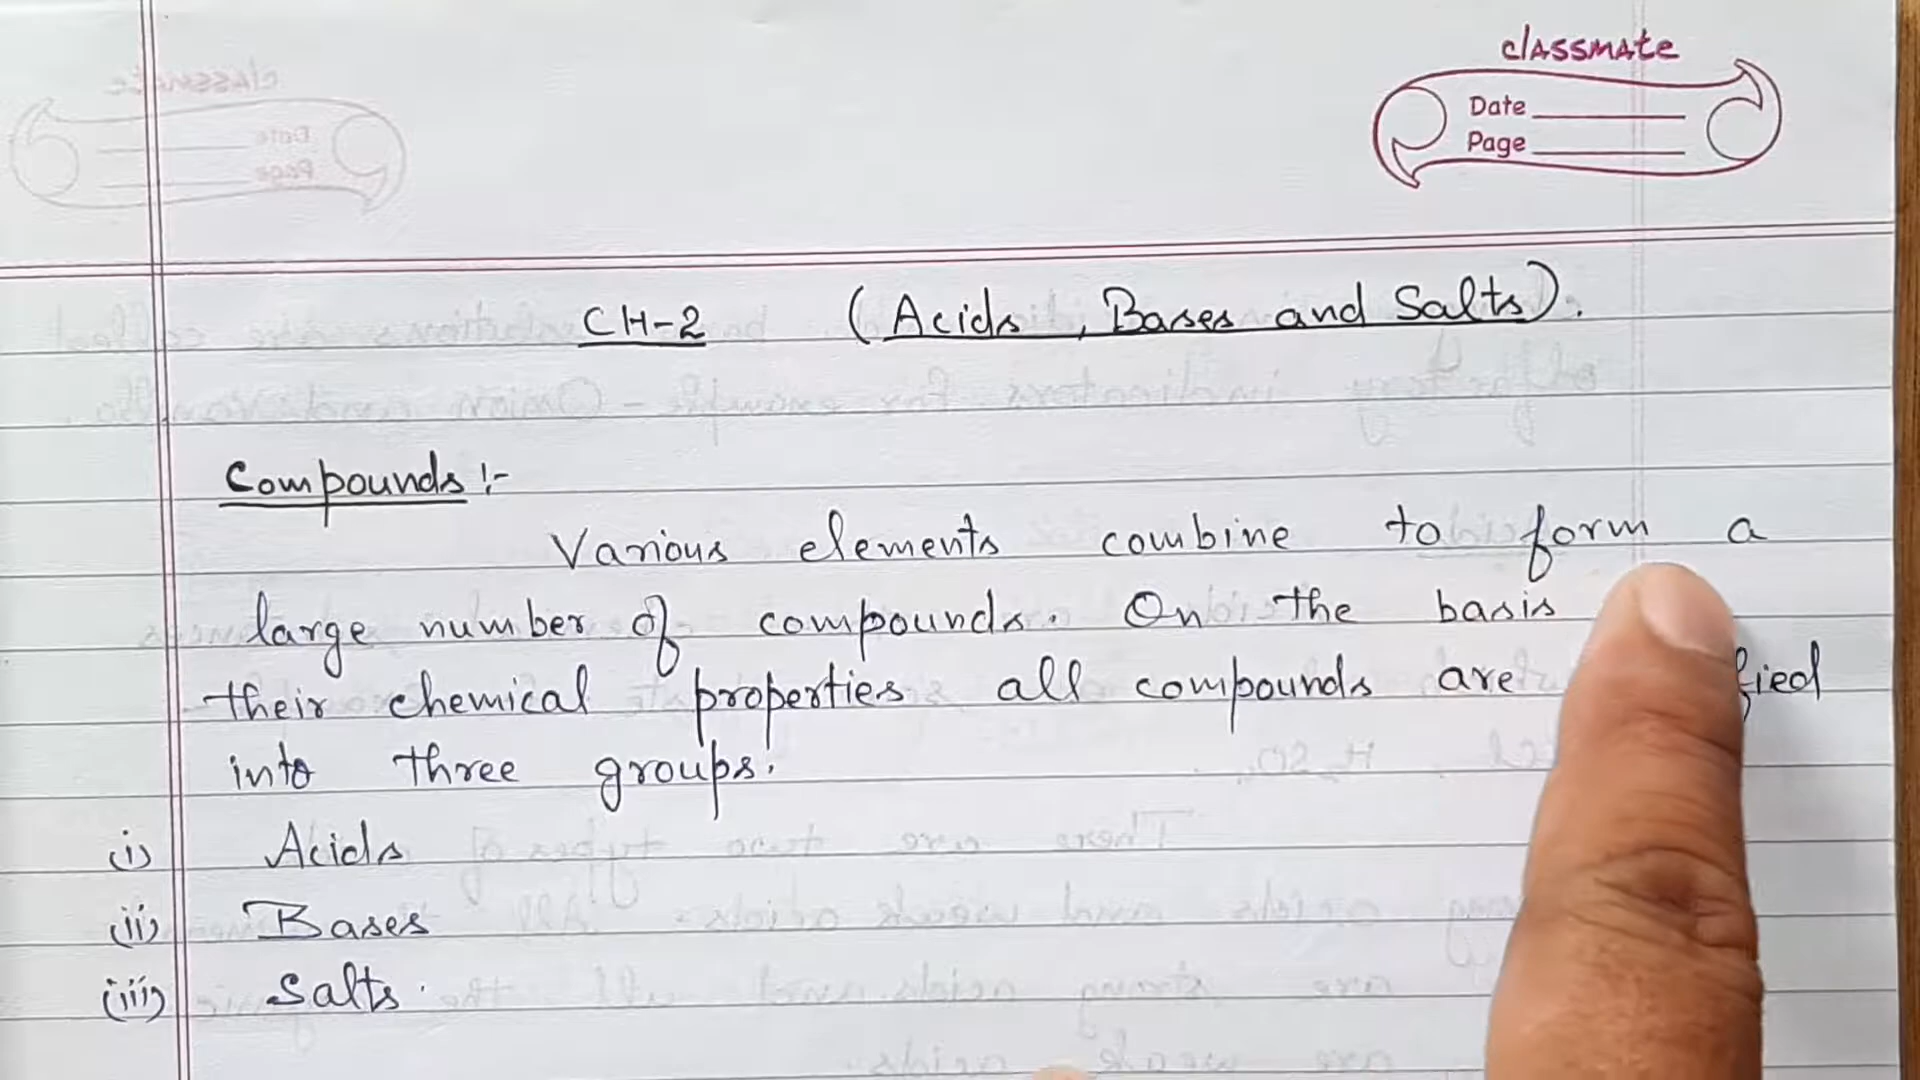 classmate
Date
Page
CH-2 (Acids, Bases and Salts).
Compounds :-
Various elements combine to form a
large number of compounds. On the basis
their chemical properties all compounds are fied
into three groups.
(i) Acids
(ii) Bases
(iii) Salts.